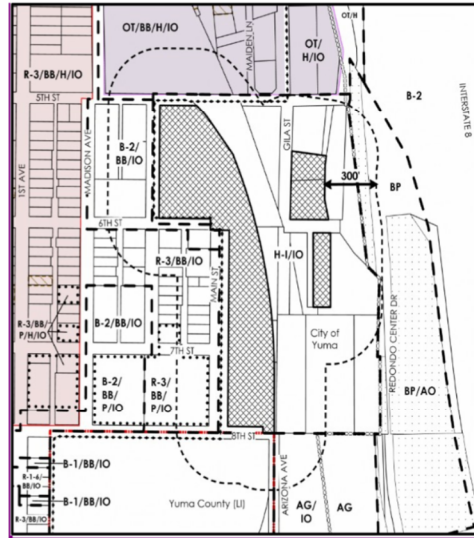 OT/BB/H/IO
MAIDEN LN
OT/
H/IO
OT/H
R-3/BB/H/IO
5TH ST
B-2
INTERSTATE 8
1ST AVE
MADISON AVE
B-2/
BB/IO
GILA ST
300'
BP
6TH ST
R-3/BB/IO
MAIN ST
H-I/IO
REDONDO CENTER DR
R-3/BB/
P/H/IO
B-2/BB/IO
City of
Yuma
7TH ST
B-2/
BB/
P/IO
R-3/
BB/
P/IO
BP/AO
8TH ST
B-1/BB/IO
R-1-6/
BB/IO
B-1/BB/IO
R-3/BB/IO
Yuma County (LI)
ARIZONA AVE
AG/
IO
AG